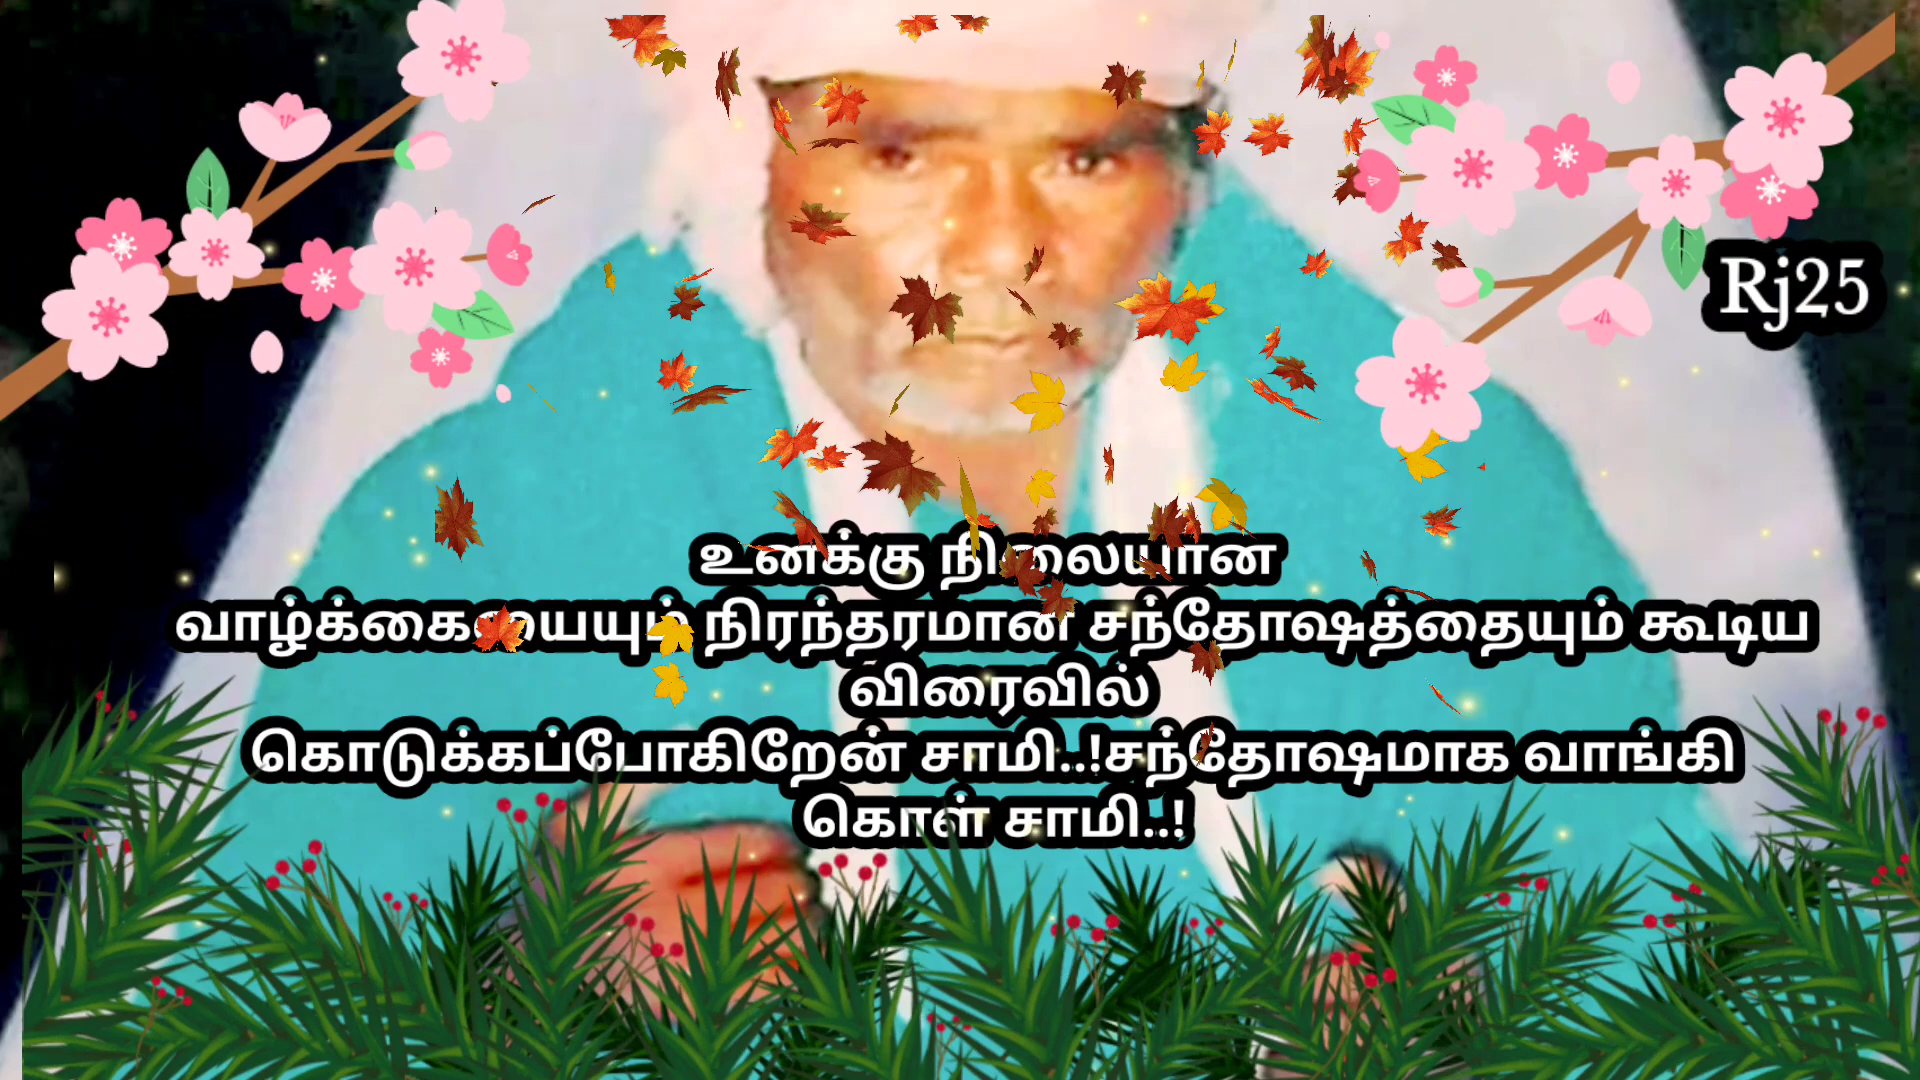 Rj25
உனக்கு நிலையான
வாழ்க்கையையும் நிரந்தரமான சந்தோஷத்தையும் கூடிய
விரைவில்
கொடுக்கப்போகிறேன் சாமி..!சந்தோஷமாக வாங்கி
கொள் சாமி..!